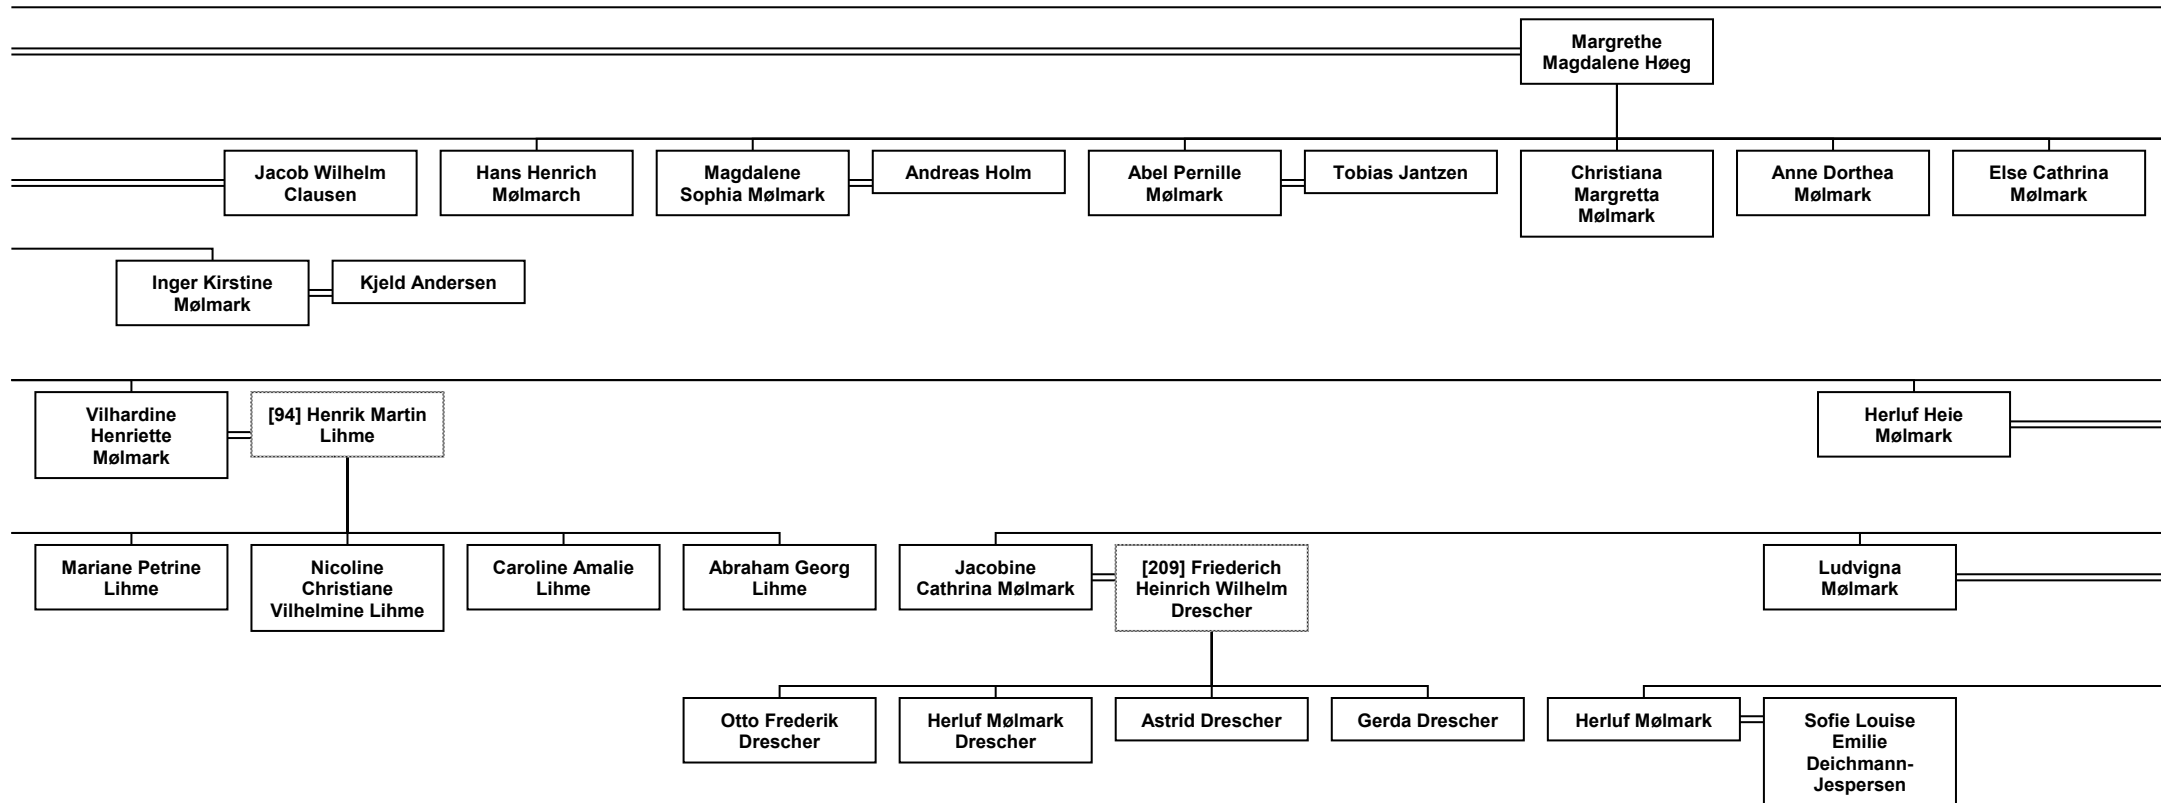 Margrethe
Magdalene Høeg
Jacob Wilhelm
Clausen
Hans Henrich
Mølmarch
Magdalene
Sophia Mølmark
Andreas Holm
Abel Pernille
Mølmark
Tobias Jantzen
Christiana
Margretta
Mølmark
Anne Dorthea
Mølmark
Else Cathrina
Mølmark
Inger Kirstine
Mølmark
Kjeld Andersen
Vilhardine
Henriette
Mølmark
[94] Henrik Martin
Lihme
Herluf Heie
Mølmark
Mariane Petrine
Lihme
Nicoline
Christiane
Vilhelmine Lihme
Caroline Amalie
Lihme
Abraham Georg
Lihme
Jacobine
Cathrina Mølmark
[209] Friederich
Heinrich Wilhelm
Drescher
Ludvigna
Mølmark
Otto Frederik
Drescher
Herluf Mølmark
Drescher
Astrid Drescher
Gerda Drescher
Herluf Mølmark
Sofie Louise
Emilie
Deichmann-
Jespersen